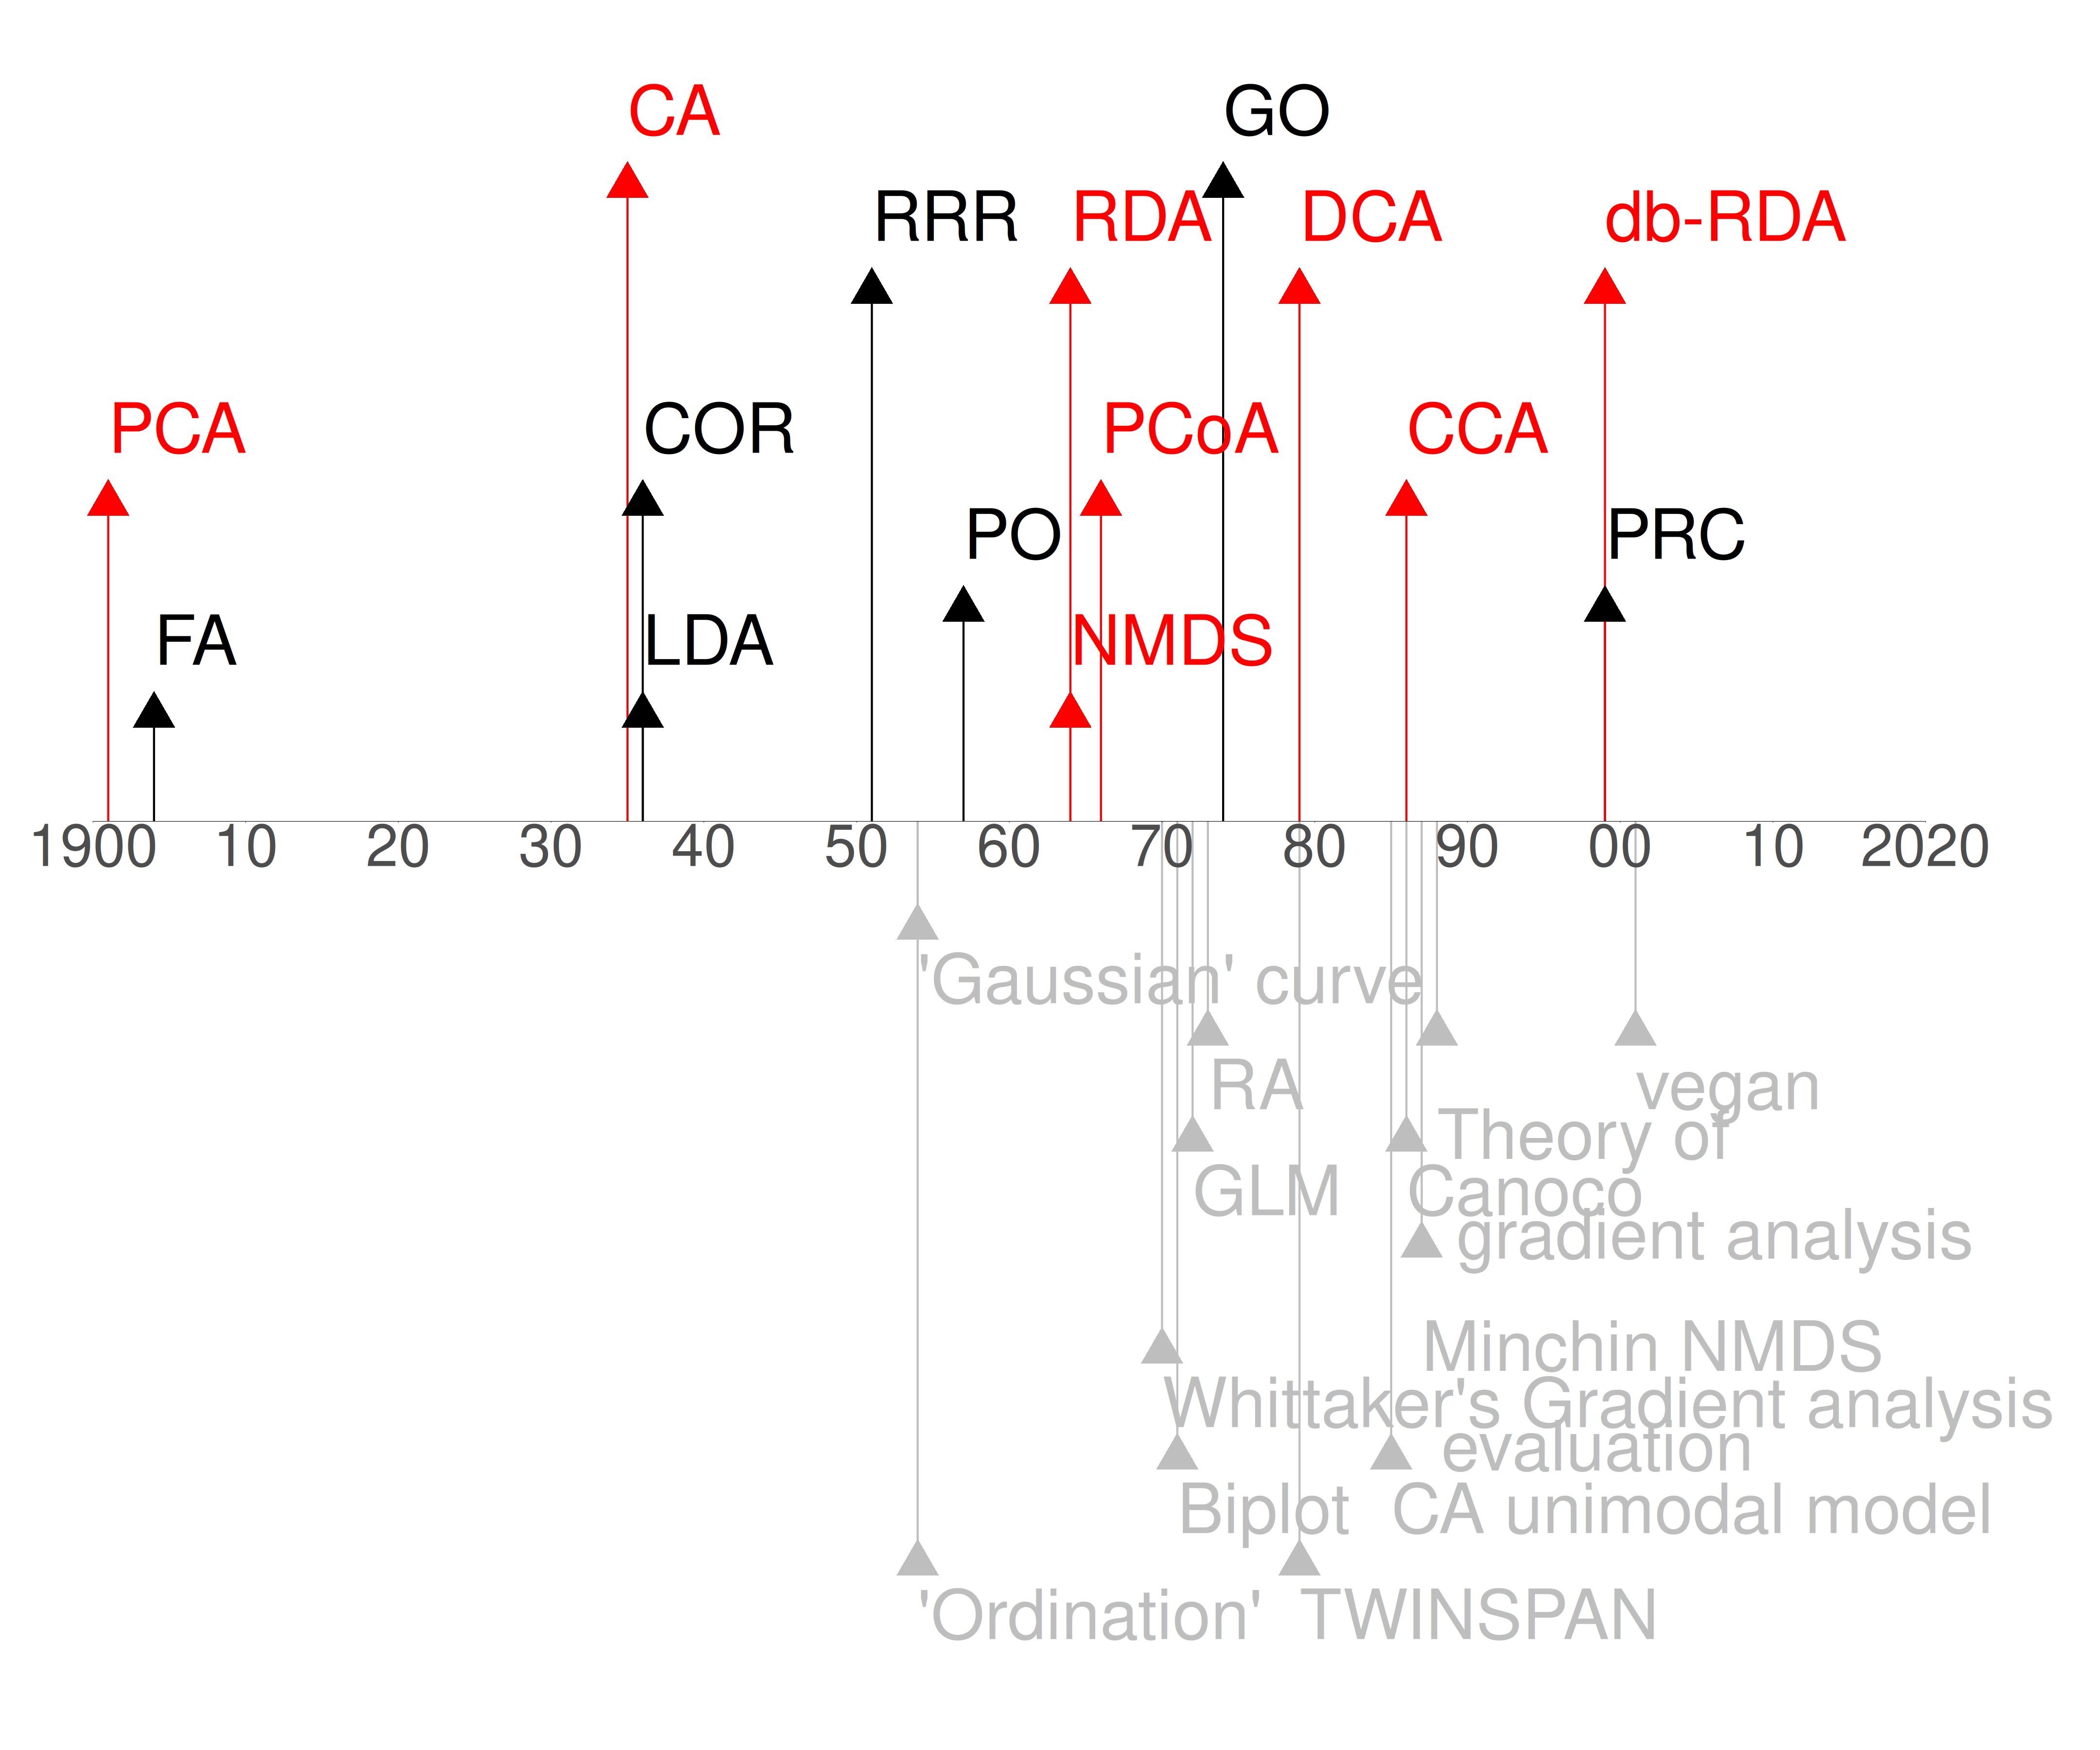 CA
GO
RRR
RDA
DCA
db-RDA
PCA
COR
PCoA
CCA
PO
PRC
FA
LDA
NMDS
1900 10 20 30 40 50 60 70 80 90 00 10 2020
'Gaussian' curve
RA
vegan
Theory of
gradient analysis
GLM
Canoco
Minchin NMDS
evaluation
Whittaker's Gradient analysis
Biplot
CA unimodal model
'Ordination'
TWINSPAN